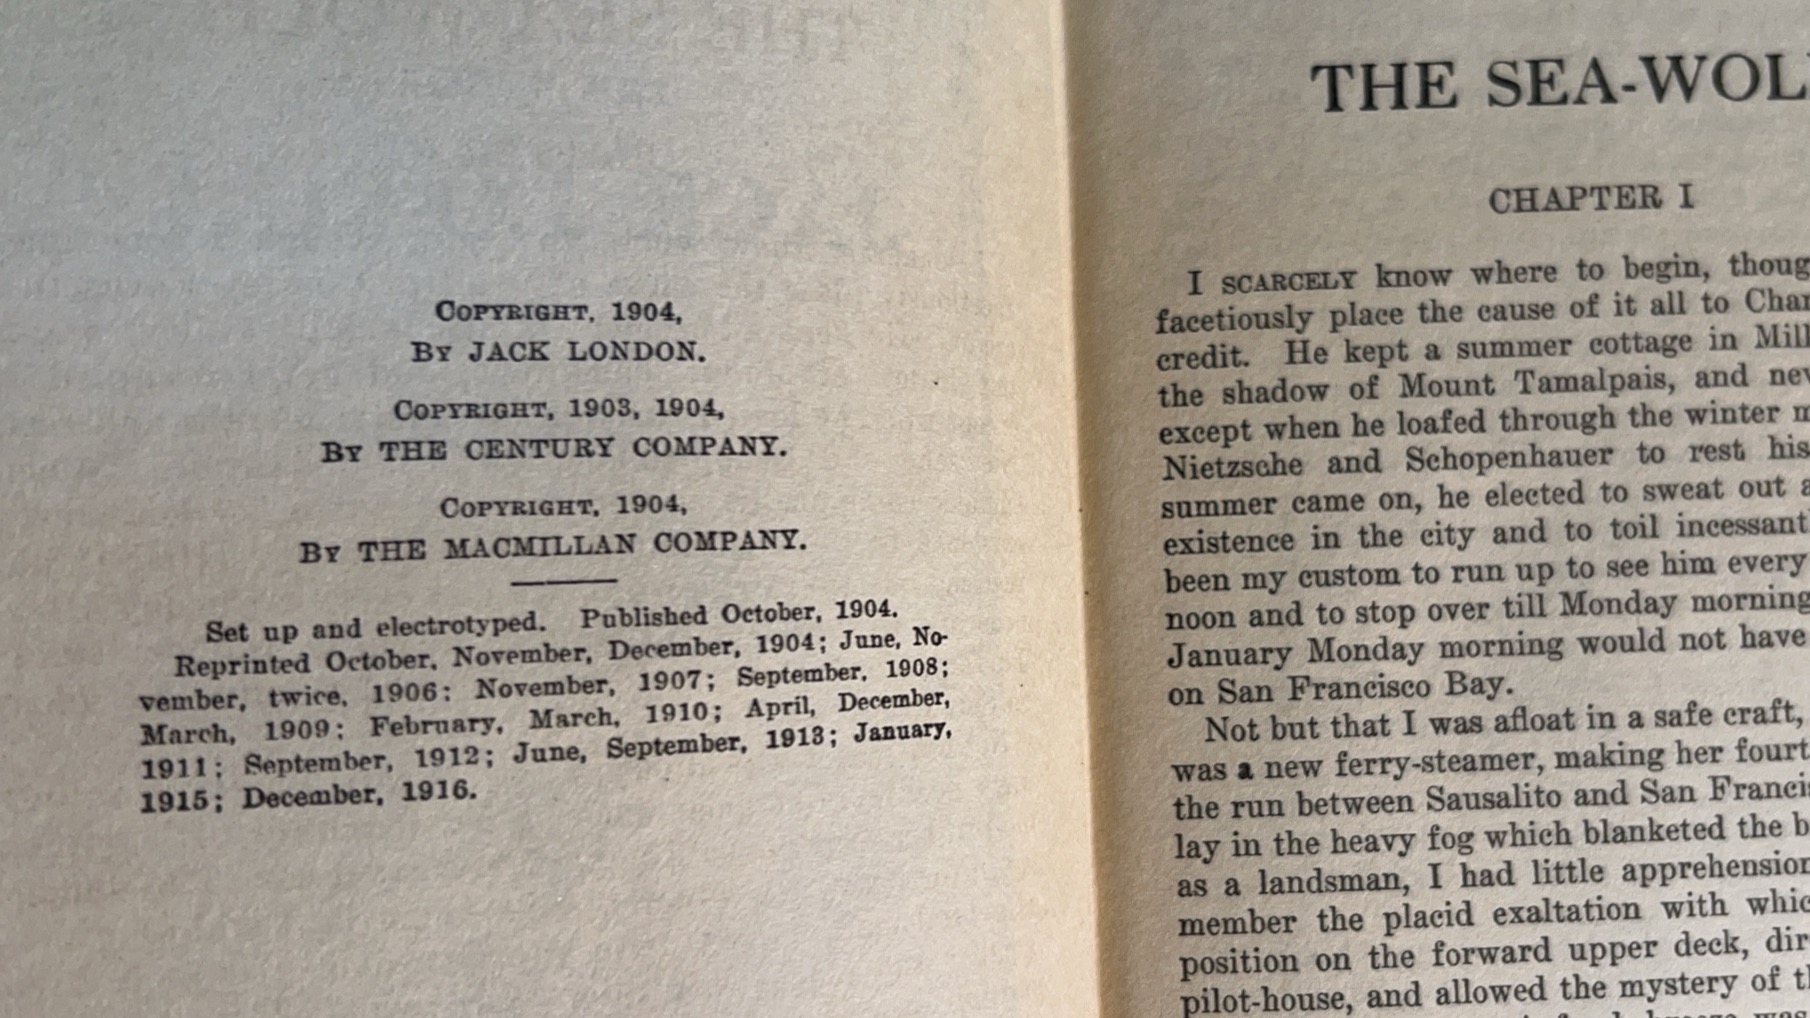 COPYRIGHT, 1904,
BY JACK LONDON.
COPYRIGHT, 1903, 1904,
BY THE CENTURY COMPANY.
COPYRIGHT, 1904,
BY THE MACMILLAN COMPANY.
Set up and electrotyped. Published October, 1904.
Reprinted October, November, December, 1904; June, No-
vember, twice, 1906; November, 1907; September, 1908;
March, 1909; February, March, 1910; April, December,
1911; September, 1912; June, September, 1913; January,
1915; December, 1916.
THE SEA-WOL
CHAPTER I
I SCARCELY know where to begin, thoug
facetiously place the cause of it all to Char
credit. He kept a summer cottage in Mill
the shadow of Mount Tamalpais, and nev
except when he loafed through the winter m
Nietzsche and Schopenhauer to rest his
summer came on, he elected to sweat out a
existence in the city and to toil incessant
been my custom to run up to see him every
noon and to stop over till Monday morning
January Monday morning would not have
on San Francisco Bay.
Not but that I was afloat in a safe craft,
was a new ferry-steamer, making her fourt
the run between Sausalito and San Franci
lay in the heavy fog which blanketed the b
as a landsman, I had little apprehension
member the placid exaltation with whic
position on the forward upper deck, dir
pilot-house, and allowed the mystery of th